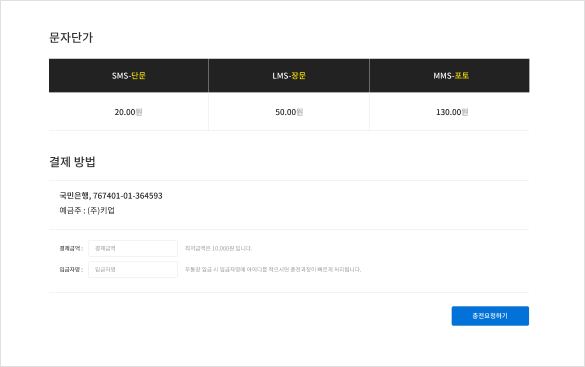 문자단가
SMS-단문 LMS-장문 MMS-포토
20.00원 50.00원 130.00원
결제 방법
국민은행, 767401-01-364593
예금주 : (주)키업
결제금액 : 결제금액 최저금액은 10,000원 입니다.
입금자명 : 입금자명 무통장 입금 시 입금자명에 아이디를 적으시면 충전과정이 빠르게 처리됩니다.
충전요청하기